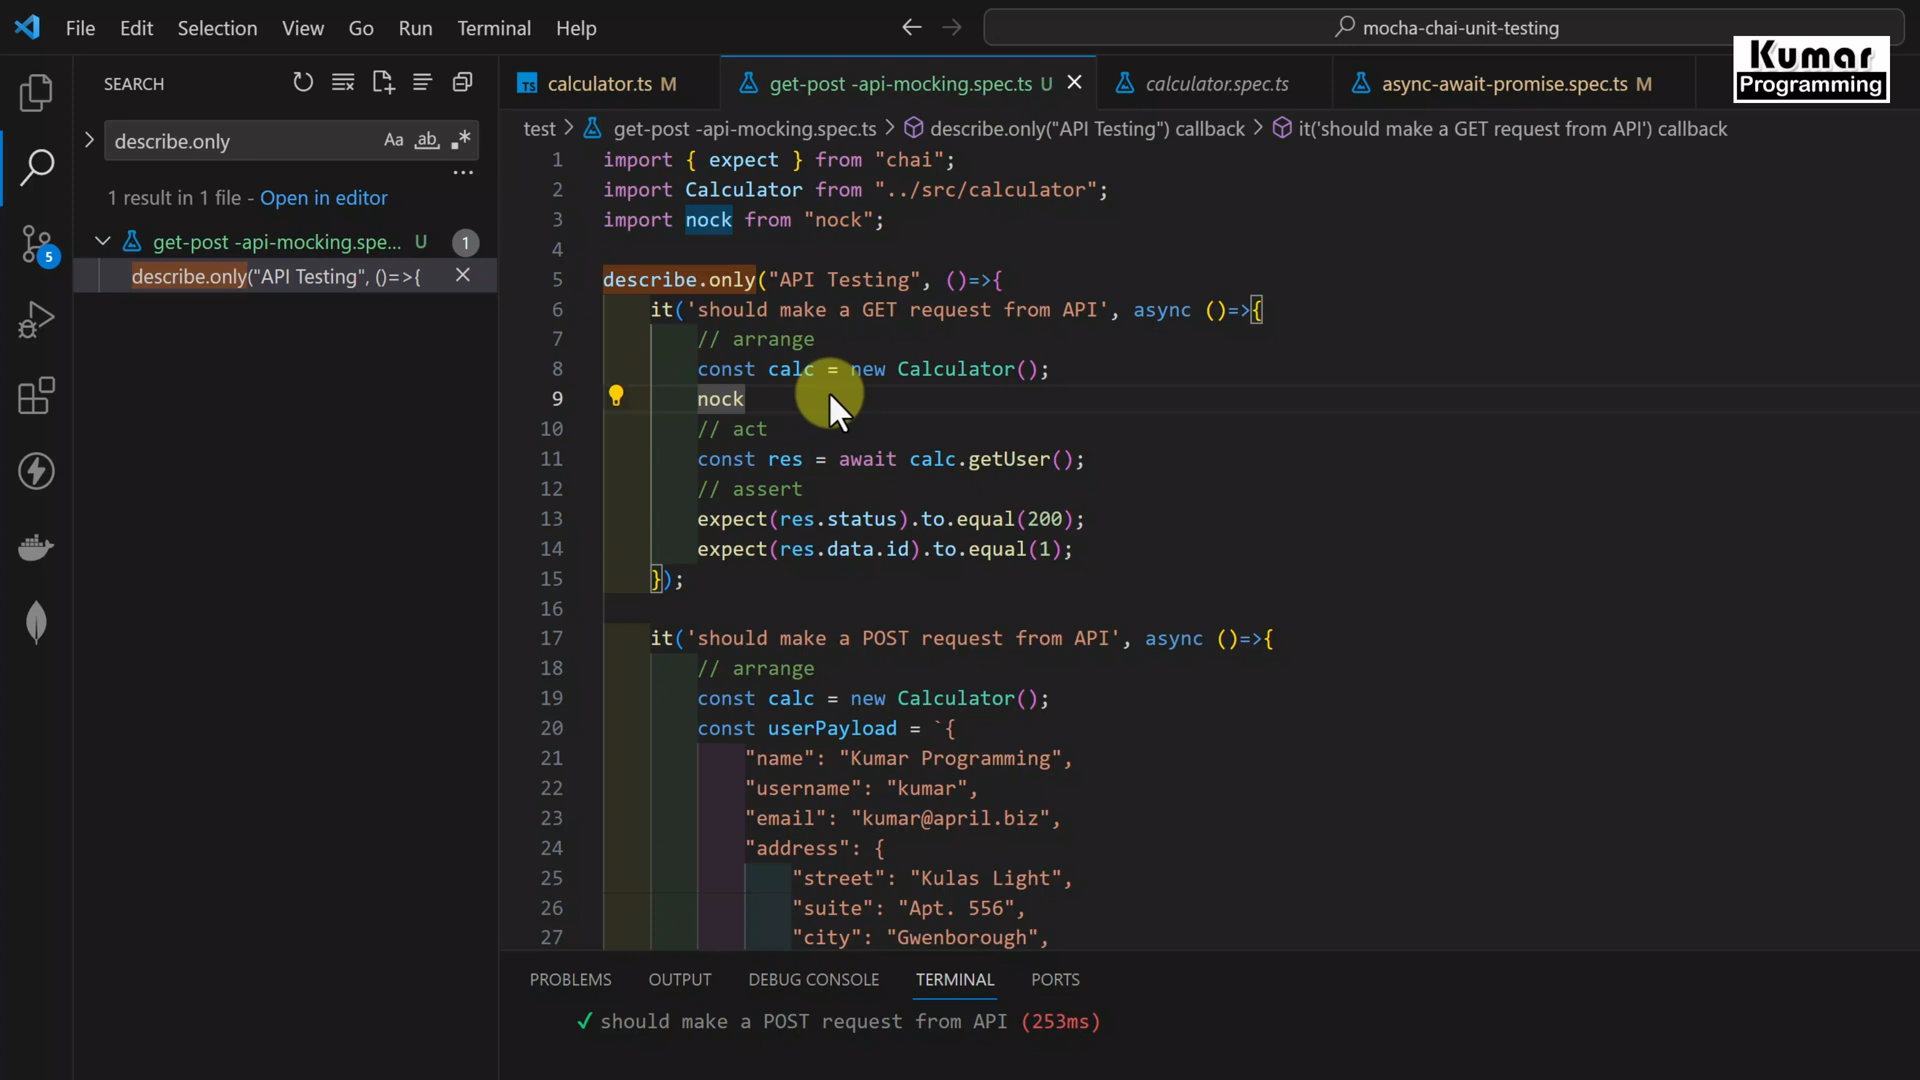 File Edit Selection View Go Run Terminal Help
mocha-chai-unit-testing
Kumar
Programming
SEARCH
describe.only
Aa ab .*
1 result in 1 file - Open in editor
get-post -api-mocking.spe... U 1
describe.only("API Testing", ()=>{
5
TS calculator.ts M
get-post -api-mocking.spec.ts U
calculator.spec.ts
async-await-promise.spec.ts M
test > get-post -api-mocking.spec.ts > describe.only("API Testing") callback > it('should make a GET request from API') callback
1 import { expect } from "chai";
2 import Calculator from "../src/calculator";
3 import nock from "nock";
4
5 describe.only("API Testing", ()=>{
6 it('should make a GET request from API', async ()=>{
7 // arrange
8 const calc = new Calculator();
9 nock
10 // act
11 const res = await calc.getUser();
12 // assert
13 expect(res.status).to.equal(200);
14 expect(res.data.id).to.equal(1);
15 });
16
17 it('should make a POST request from API', async ()=>{
18 // arrange
19 const calc = new Calculator();
20 const userPayload = `{
21 "name": "Kumar Programming",
22 "username": "kumar",
23 "email": "kumar@april.biz",
24 "address": {
25 "street": "Kulas Light",
26 "suite": "Apt. 556",
27 "city": "Gwenborough",
PROBLEMS OUTPUT DEBUG CONSOLE TERMINAL PORTS
✓ should make a POST request from API (253ms)